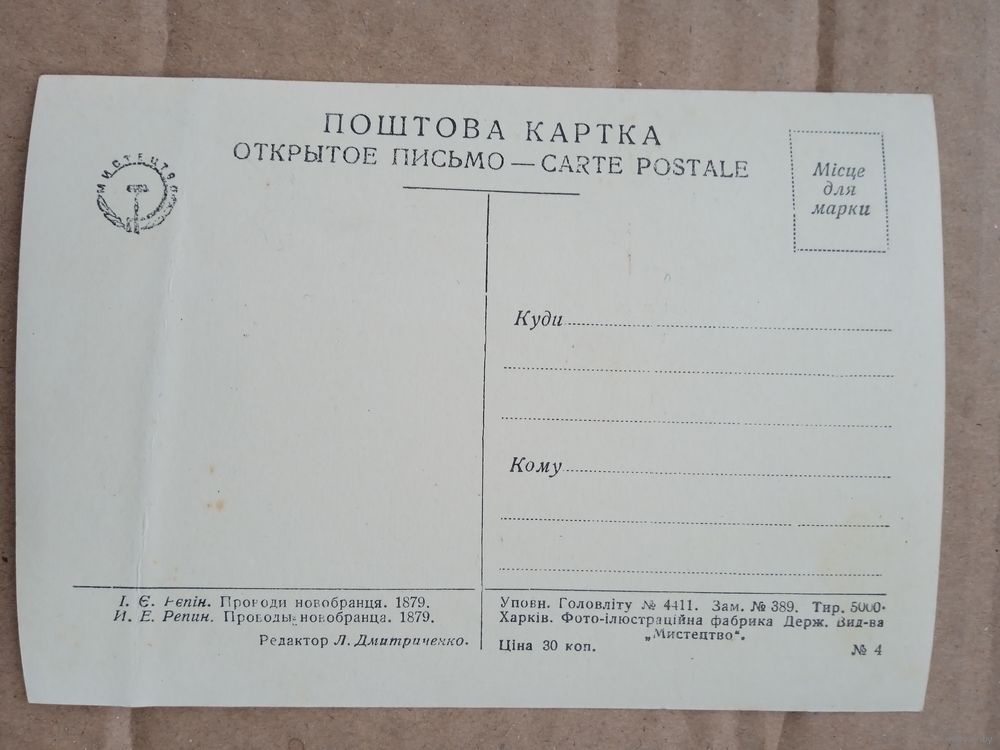 ПОШТОВА КАРТКА
ОТКРЫТОЕ ПИСЬМО — CARTE POSTALE
МИСТЕЦТВО
Місце
для
марки
Куди
Кому
І. Є. Рєпін. Проводи новобранця. 1879.
И. Е. Репин. Проводы новобранца. 1879.
Редактор Л. Дмитриченко.
Уповн. Головліту № 4411. Зам. № 389. Тир. 5000.
Харків. Фото-ілюстраційна фабрика Держ. Вид-ва
„Мистецтво“.
Ціна 30 коп.
№ 4